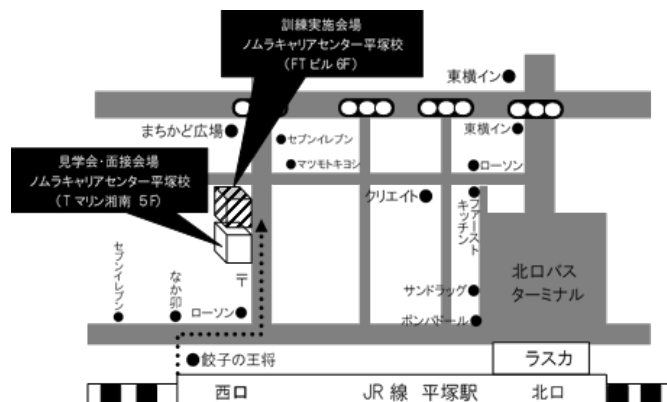 訓練実施会場
ノムラキャリアセンター平塚校
(FTビル 6F)
東横イン
まちかど広場
セブンイレブン
東横イン
マツモトキヨシ
ローソン
見学会・面接会場
ノムラキャリアセンター平塚校
(Tマリン湘南 5F)
クリエイト
ファースト
キッチン
セブンイレブン
なか卯
〒
ローソン
サンドラッグ
ポンパドール
北口バス
ターミナル
餃子の王将
ラスカ
西口
JR線 平塚駅
北口